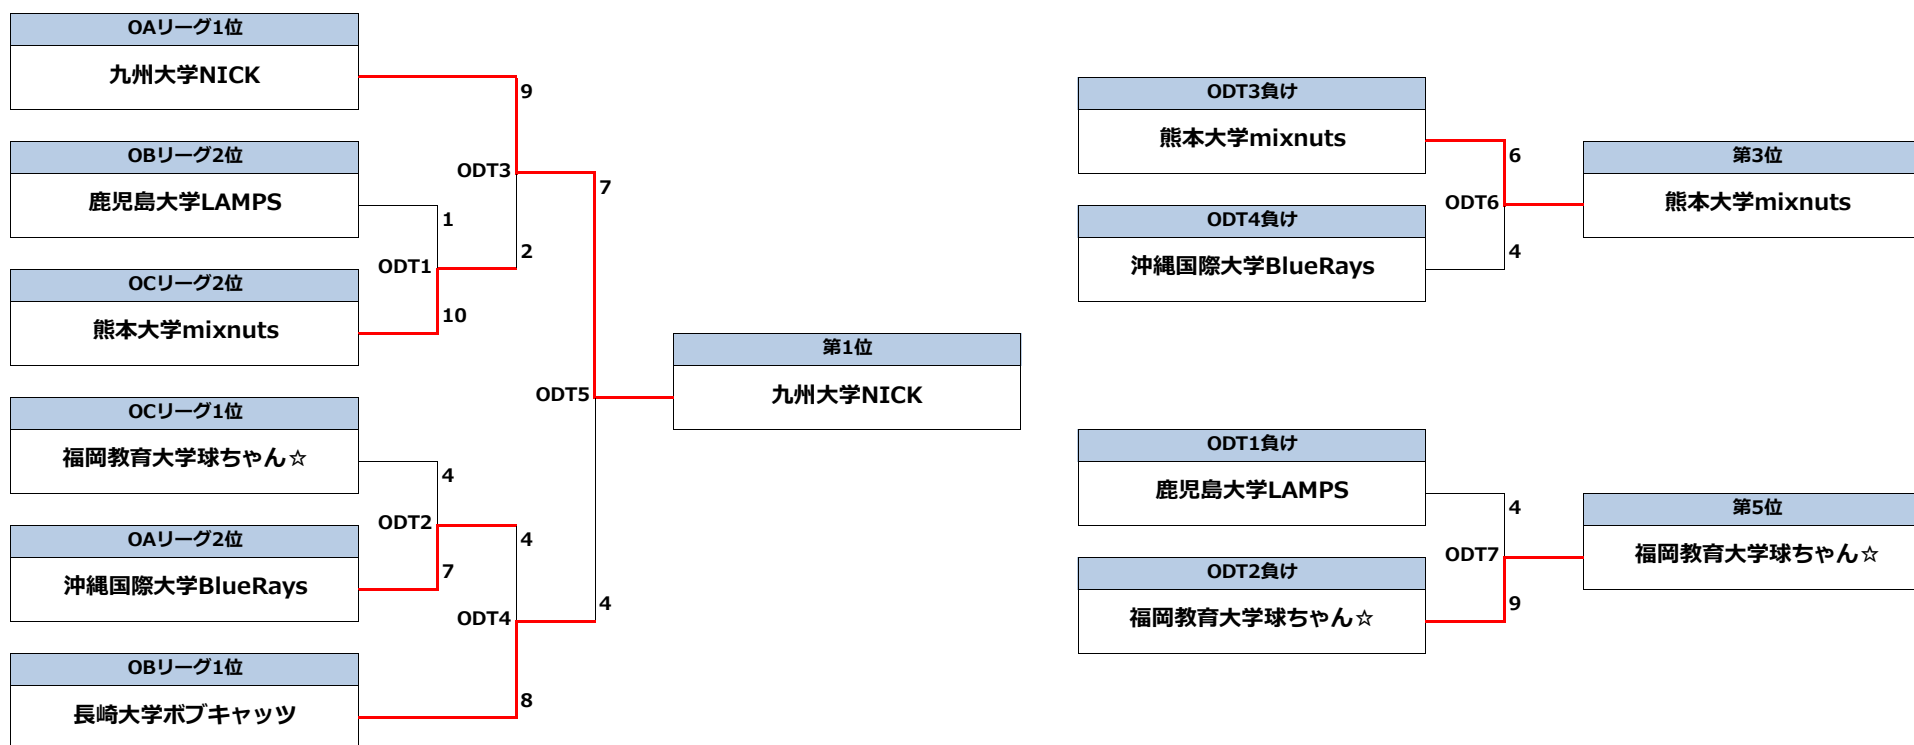 OAリーグ1位
九州大学NICK
9
OBリーグ2位
ODT3
鹿児島大学LAMPS
7
1
2
ODT1
OCリーグ2位
10
熊本大学mixnuts
第1位
九州大学NICK
ODT5
OCリーグ1位
福岡教育大学球ちゃん☆
4
ODT2
OAリーグ2位
4
7
沖縄国際大学BlueRays
4
ODT4
OBリーグ1位
8
長崎大学ボブキャッツ
ODT3負け
熊本大学mixnuts
6
第3位
ODT6
熊本大学mixnuts
ODT4負け
4
沖縄国際大学BlueRays
ODT1負け
鹿児島大学LAMPS
4
第5位
ODT7
福岡教育大学球ちゃん☆
ODT2負け
9
福岡教育大学球ちゃん☆